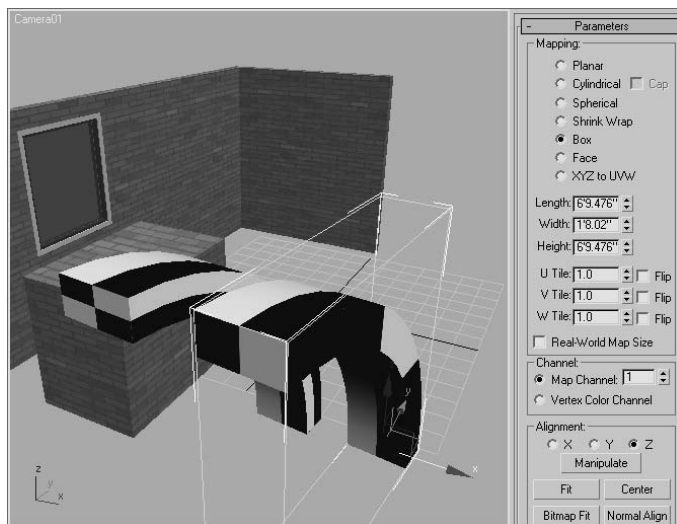 Camera01
z
y
x
y
x
- Parameters
Mapping:
Planar
Cylindrical Cap
Spherical
Shrink Wrap
Box
Face
XYZ to UVW
Length: 6'9.476"
Width: 1'8.02"
Height: 6'9.476"
U Tile: 1.0 Flip
V Tile: 1.0 Flip
W Tile: 1.0 Flip
Real-World Map Size
Channel:
Map Channel: 1
Vertex Color Channel
Alignment:
X Y Z
Manipulate
Fit Center
Bitmap Fit Normal Align